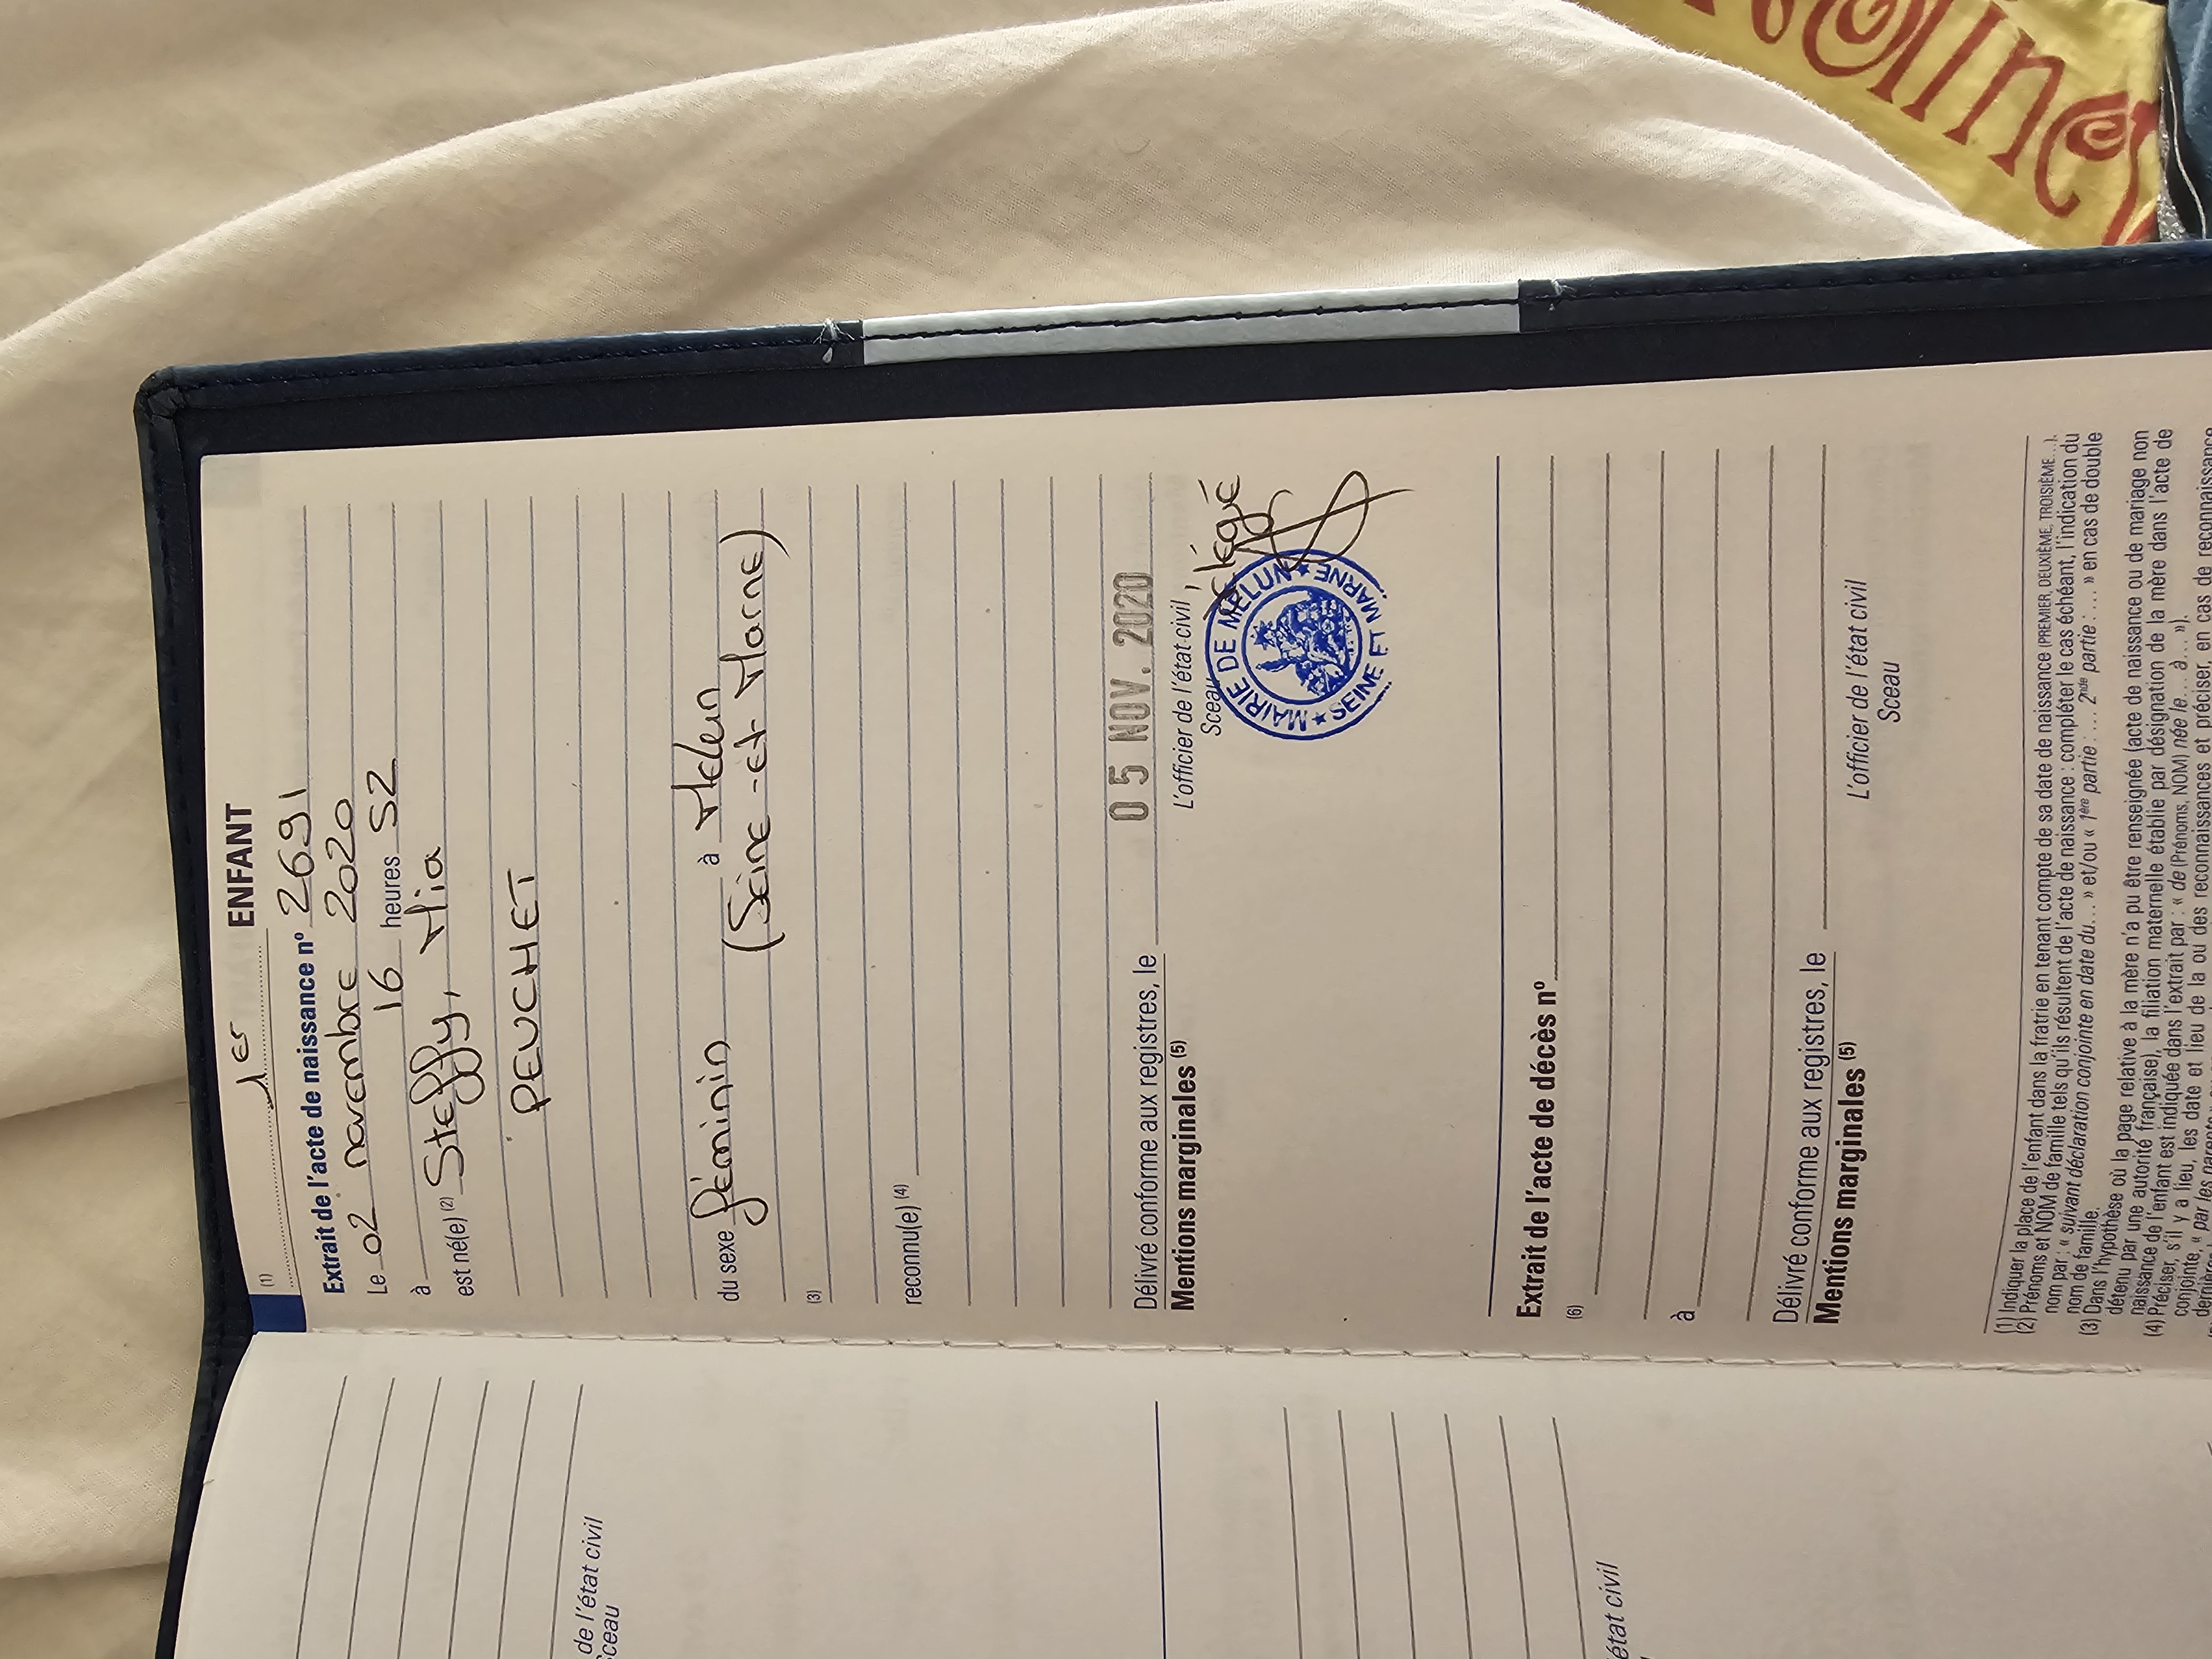 (1) 1er ENFANT
Extrait de l'acte de naissance nº 2691
Le 02 novembre 2020
à 16 heures 52
est né(e) (2) Steffy, Mia
PEUCHET
du sexe féminin à Melun
(Seine-et-Marne)
(3)
reconnu(e) (4)
Délivré conforme aux registres, le 05 NOV. 2020
Mentions marginales (5)
L'officier de l'état civil,
Sceau
délégué
MAIRIE DE MELUN
★ SEINE ET MARNE ★
Extrait de l'acte de décès nº
(6)
à
Délivré conforme aux registres, le
Mentions marginales (5)
L'officier de l'état civil
Sceau
(1) Indiquer la place de l'enfant dans la fratrie en tenant compte de sa date de naissance (PREMIER, DEUXIÈME, TROISIÈME…).
(2) Prénoms et NOM de famille tels qu'ils résultent de l'acte de naissance : compléter le cas échéant, l'indication du
nom par : « suivant déclaration conjointe en date du… » et/ou « 1ère partie : …. 2nde partie : … » en cas de double
nom de famille.
(3) Dans l'hypothèse où la page relative à la mère n'a pu être renseignée (acte de naissance ou de mariage non
détenu par une autorité française), la filiation maternelle établie par désignation de la mère dans l'acte de
naissance de l'enfant est indiquée dans l'extrait par : « de (Prénoms, NOM) née le…. à… »).
(4) Préciser, s'il y a lieu, les date et lieu de la ou des reconnaissances et préciser, en cas de reconnaissance
conjointe, « par les parents
de l'état civil
Sceau
état civil